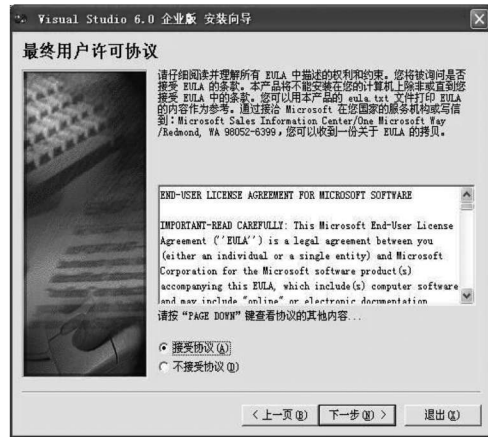 Visual Studio 6.0 企业版 安装向导
最终用户许可协议
请仔细阅读并理解所有 EULA 中描述的权利和约束。您将被询问是否
接受 EULA 的条款。本产品将不能安装在您的计算机上除非或直到您
接受 EULA 中的条款。您可以用本产品的 eula.txt 文件打印 EULA
的内容作为参考。通过接洽 Microsoft 在您国家的服务机构或写信
到：Microsoft Sales Information Center/One Microsoft Way
/Redmond, WA 98052-6399，您可以收到一份关于 EULA 的拷贝。
END-USER LICENSE AGREEMENT FOR MICROSOFT SOFTWARE
IMPORTANT-READ CAREFULLY: This Microsoft End-User License
Agreement (''EULA'') is a legal agreement between you
(either an individual or a single entity) and Microsoft
Corporation for the Microsoft software product(s)
accompanying this EULA, which include(s) computer software
and may include "online" or electronic documentation
请按 “PAGE DOWN” 键查看协议的其他内容...
接受协议(A)
不接受协议(D)
< 上一页(B) 下一步(N) > 退出(X)